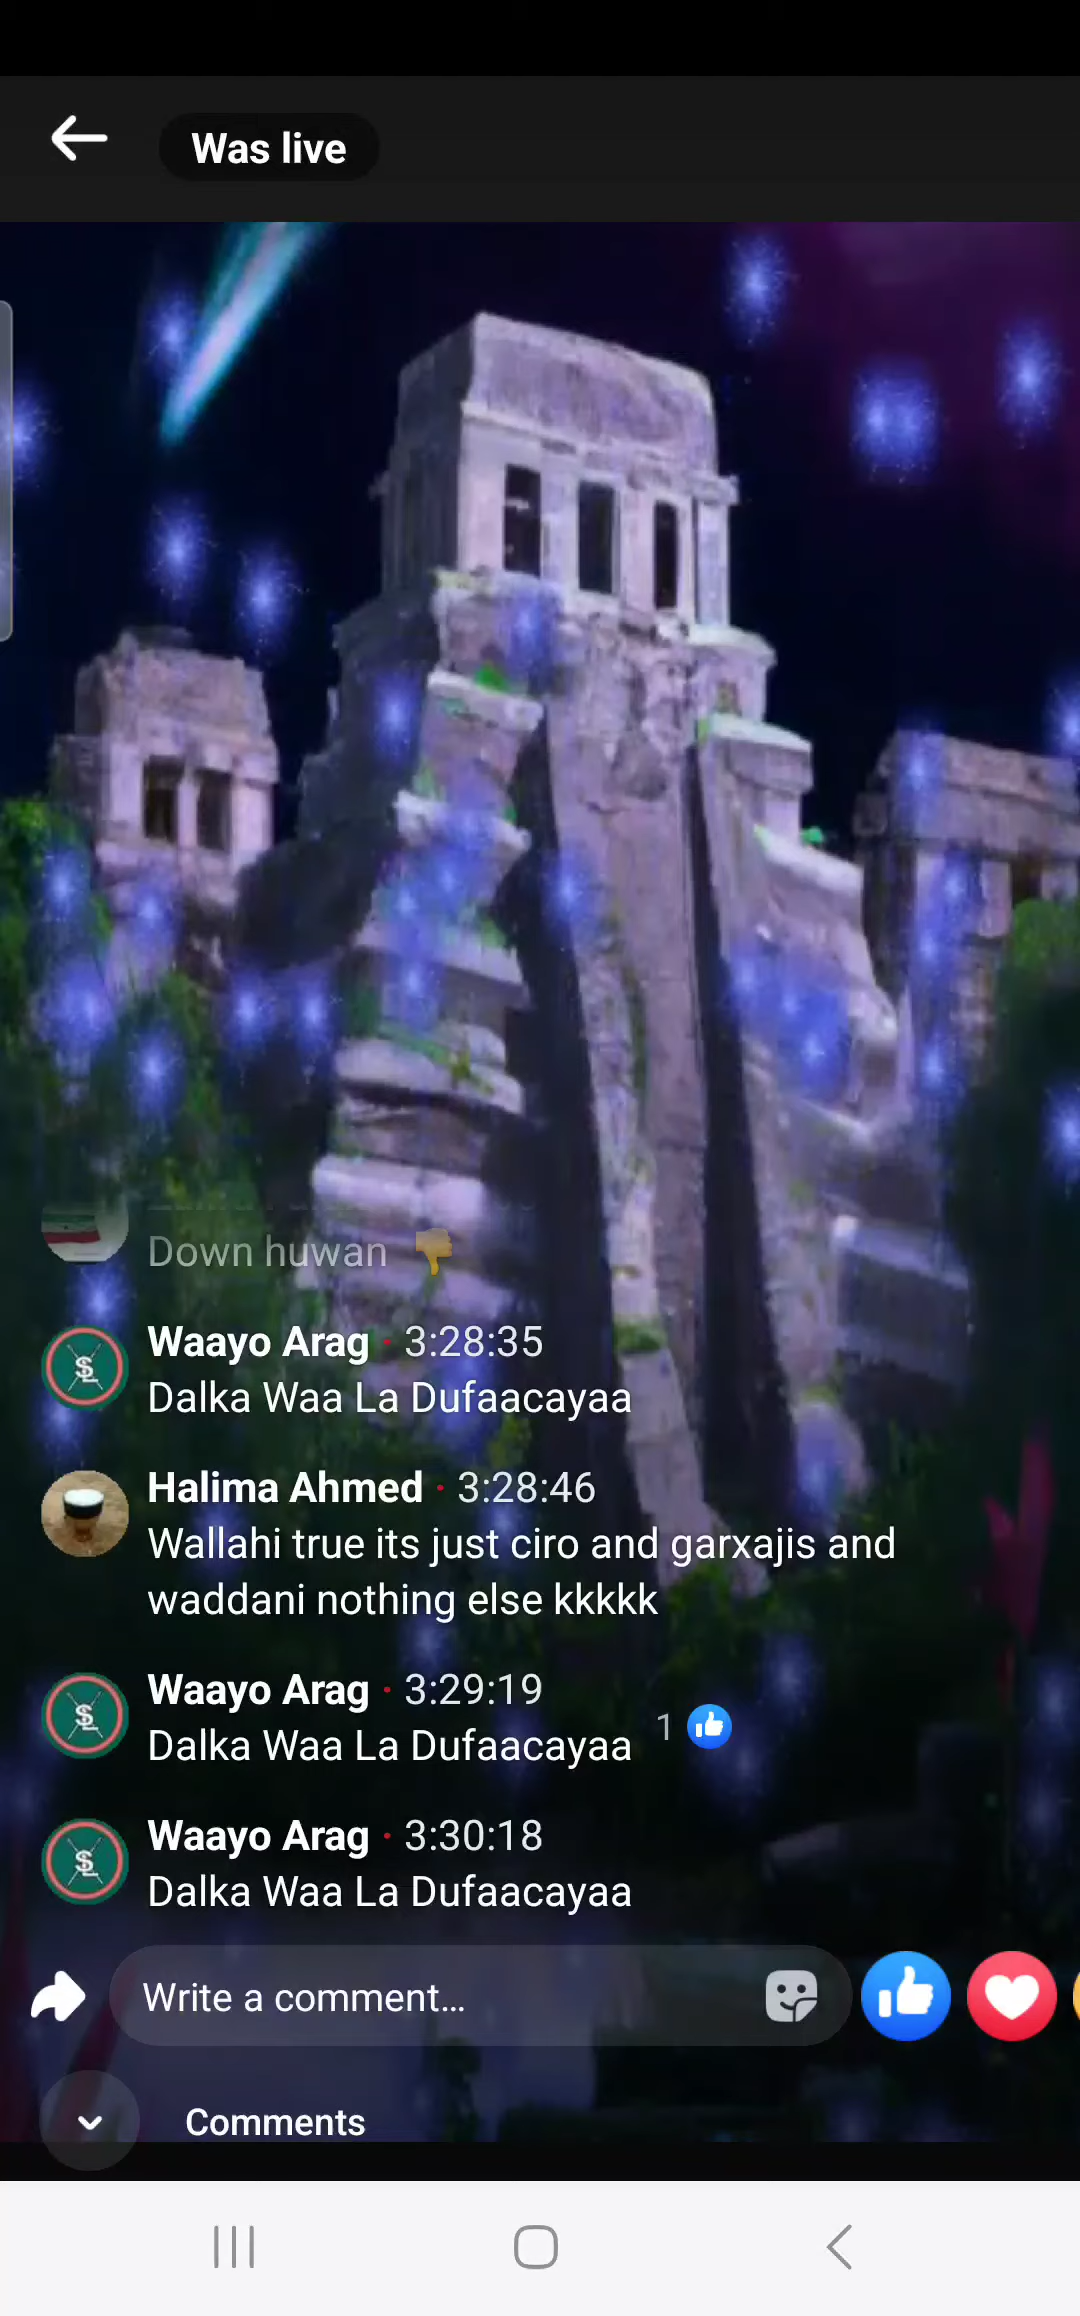 Was live
Down huwan 👎
Waayo Arag · 3:28:35
Dalka Waa La Dufaacayaa
Halima Ahmed · 3:28:46
Wallahi true its just ciro and garxajis and
waddani nothing else kkkkk
Waayo Arag · 3:29:19
Dalka Waa La Dufaacayaa 1
Waayo Arag · 3:30:18
Dalka Waa La Dufaacayaa
Write a comment...
Comments